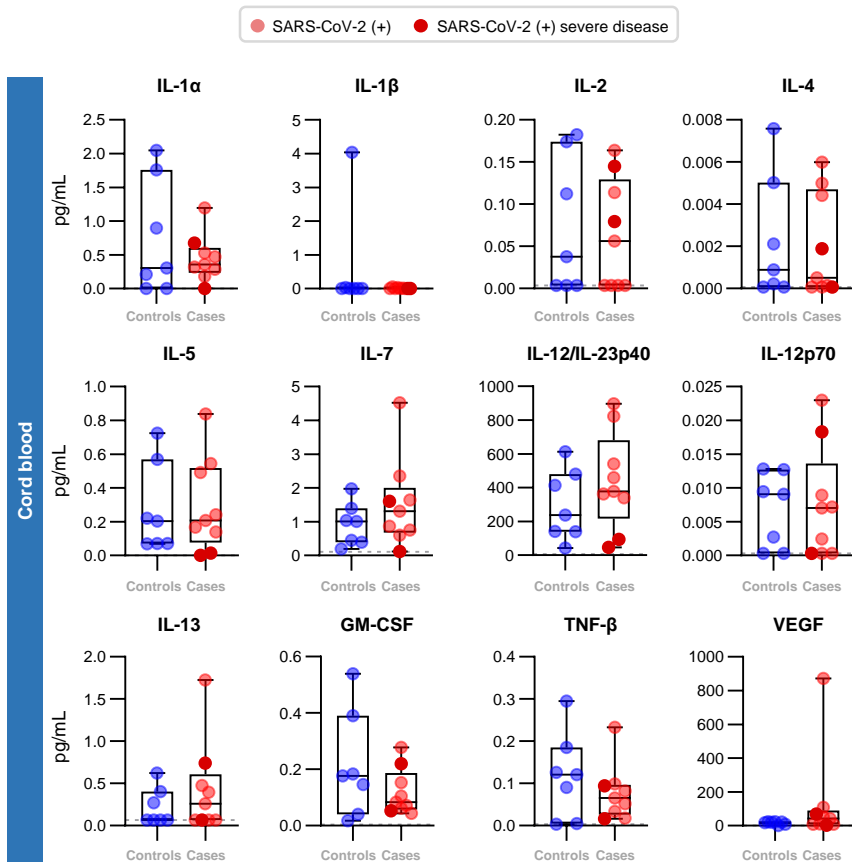 SARS-CoV-2 (+) SARS-CoV-2 (+) severe disease
Cord blood
IL-1α IL-1β IL-2 IL-4
pg/mL
2.5 5 0.20 0.008
2.0 4 0.15 0.006
1.5 3 0.10 0.004
1.0 2 0.05 0.002
0.5 1 0.00 0.000
0.0 0
Controls Cases Controls Cases Controls Cases Controls Cases
IL-5 IL-7 IL-12/IL-23p40 IL-12p70
pg/mL
1.0 5 1000 0.025
0.8 4 800 0.020
0.6 3 600 0.015
0.4 2 400 0.010
0.2 1 200 0.005
0.0 0 0 0.000
Controls Cases Controls Cases Controls Cases Controls Cases
IL-13 GM-CSF TNF-β VEGF
pg/mL
2.0 0.6 0.4 1000
1.5 0.4 0.3 800
1.0 0.2 0.2 600
0.5 0.0 0.1 400
0.0 0.0 200
0
Controls Cases Controls Cases Controls Cases Controls Cases